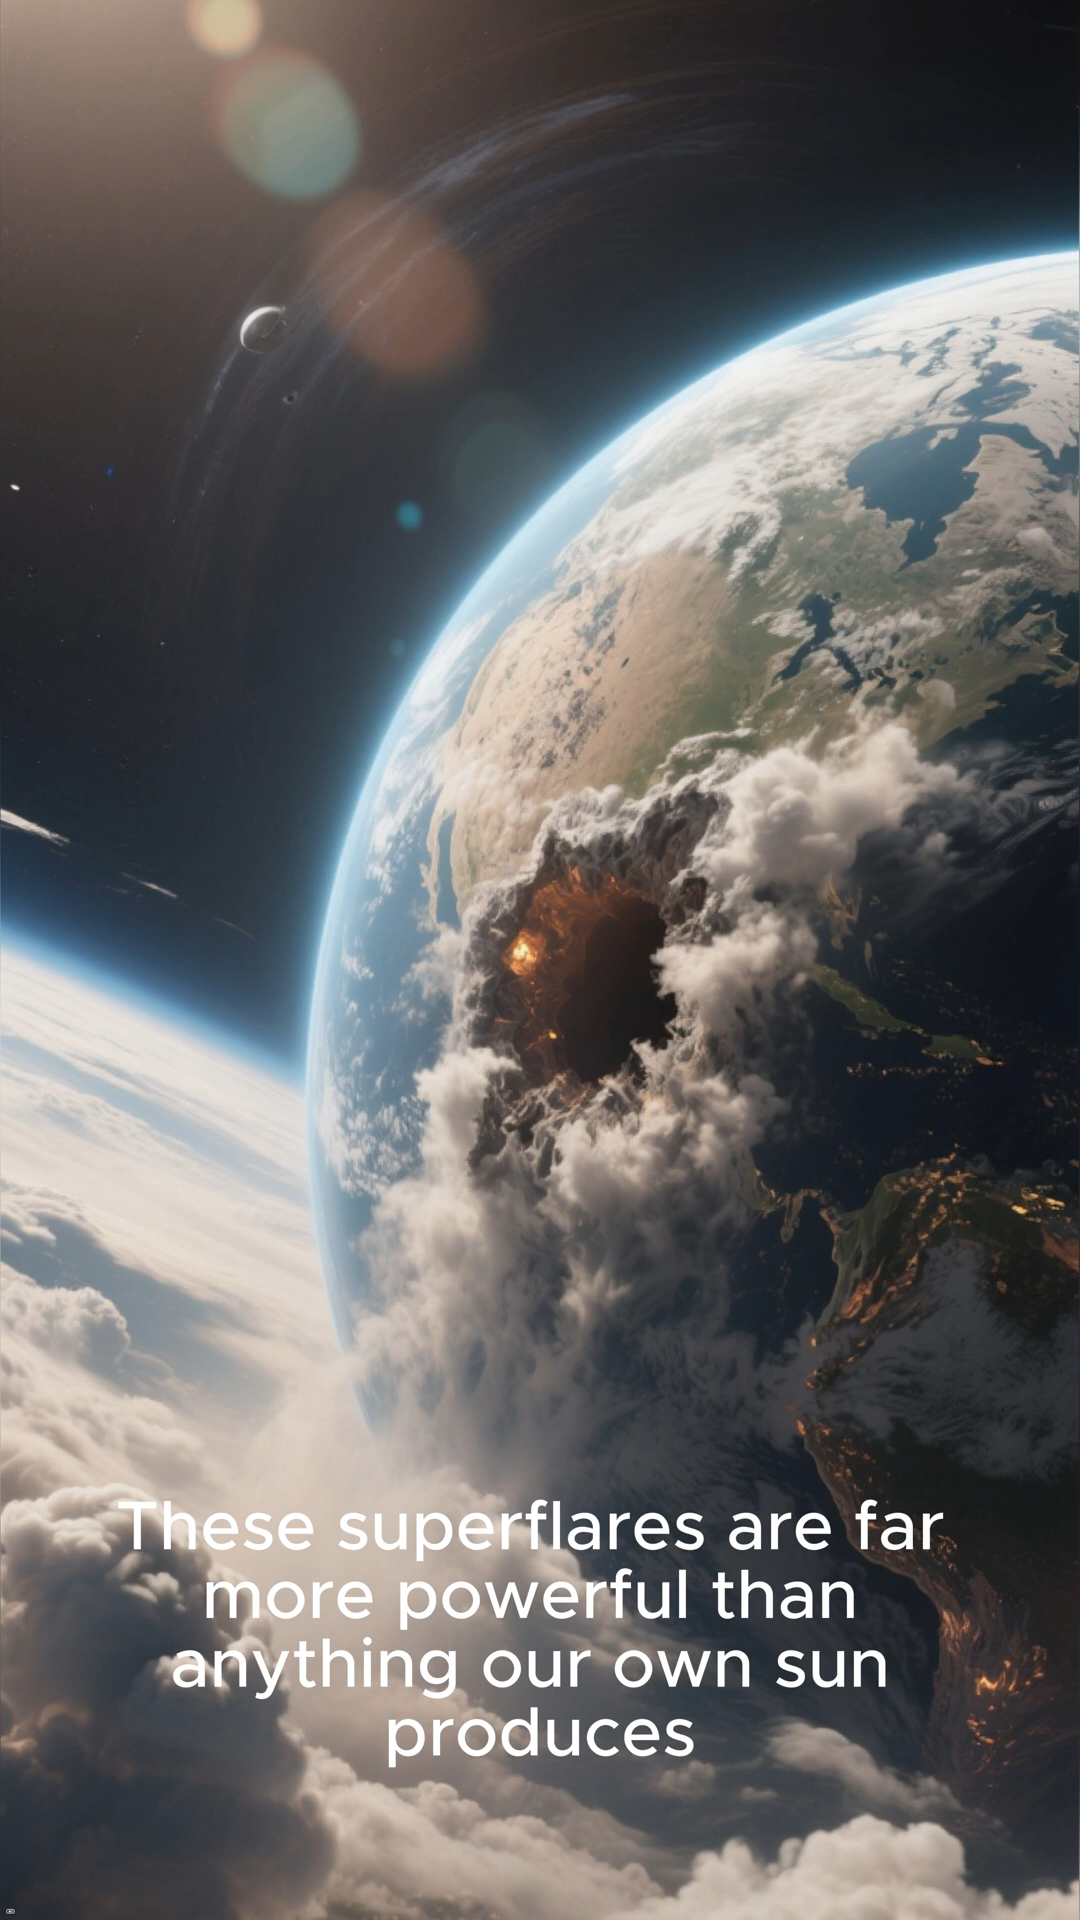 These superflares are far
more powerful than
anything our own sun
produces